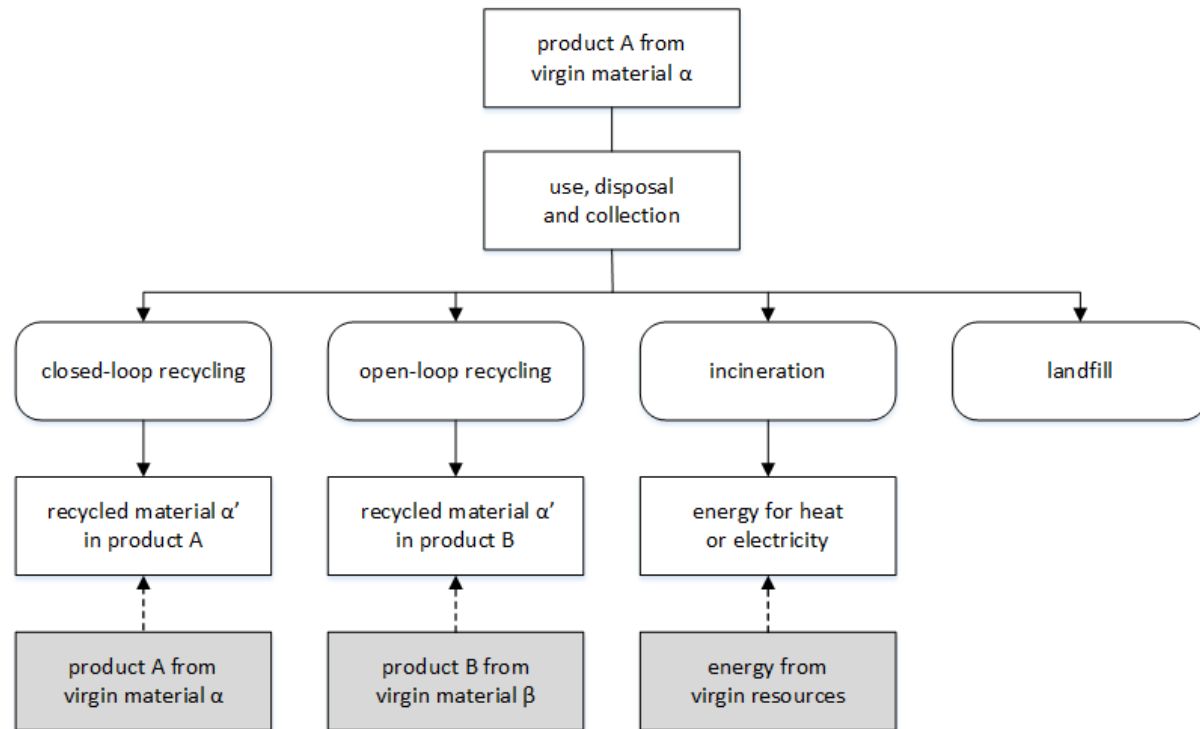 product A from
virgin material α
use, disposal
and collection
closed-loop recycling
open-loop recycling
incineration
landfill
recycled material α’
in product A
recycled material α’
in product B
energy for heat
or electricity
product A from
virgin material α
product B from
virgin material β
energy from
virgin resources